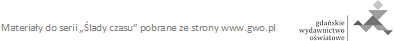 Materiały do serii „Ślady czasu” pobrane ze strony www.gwo.pl
gdańskie
wydawnictwo
oświatowe